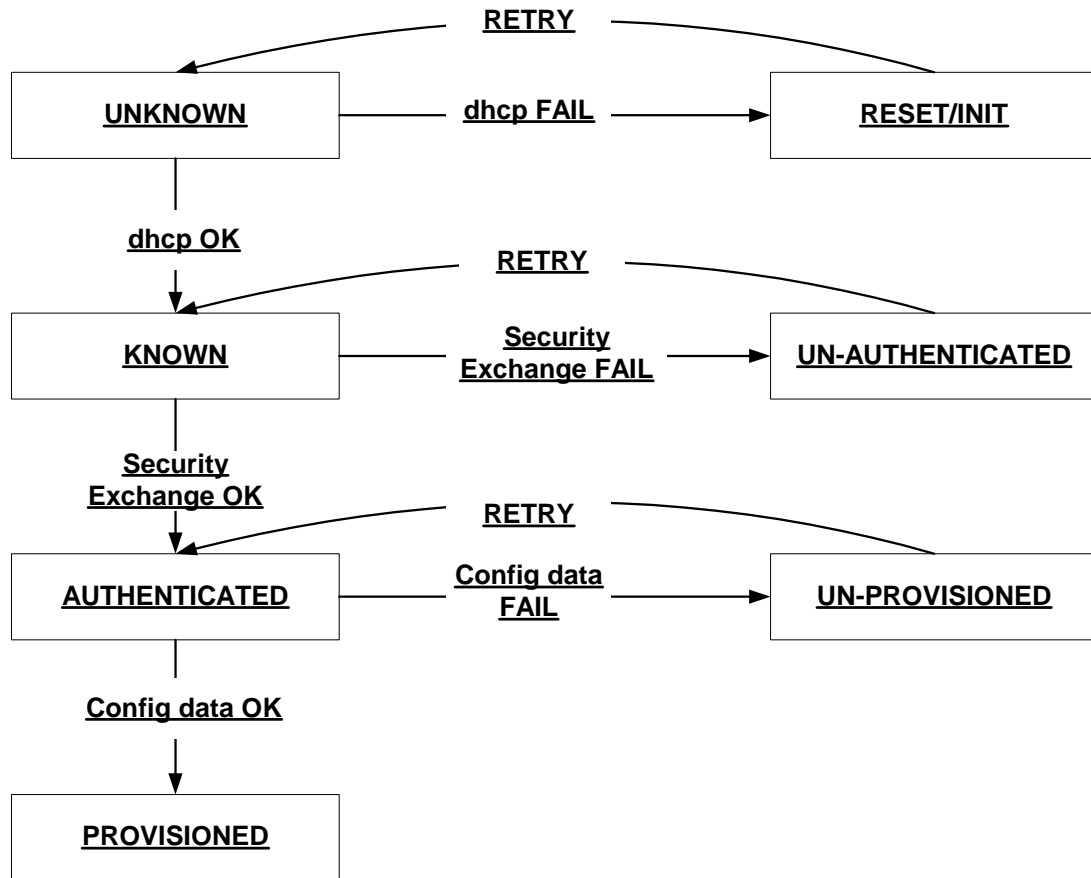 RETRY
UNKNOWN
dhcp FAIL
RESET/INIT
dhcp OK
RETRY
KNOWN
Security
Exchange FAIL
UN-AUTHENTICATED
Security
Exchange OK
RETRY
AUTHENTICATED
Config data
FAIL
UN-PROVISIONED
Config data OK
PROVISIONED